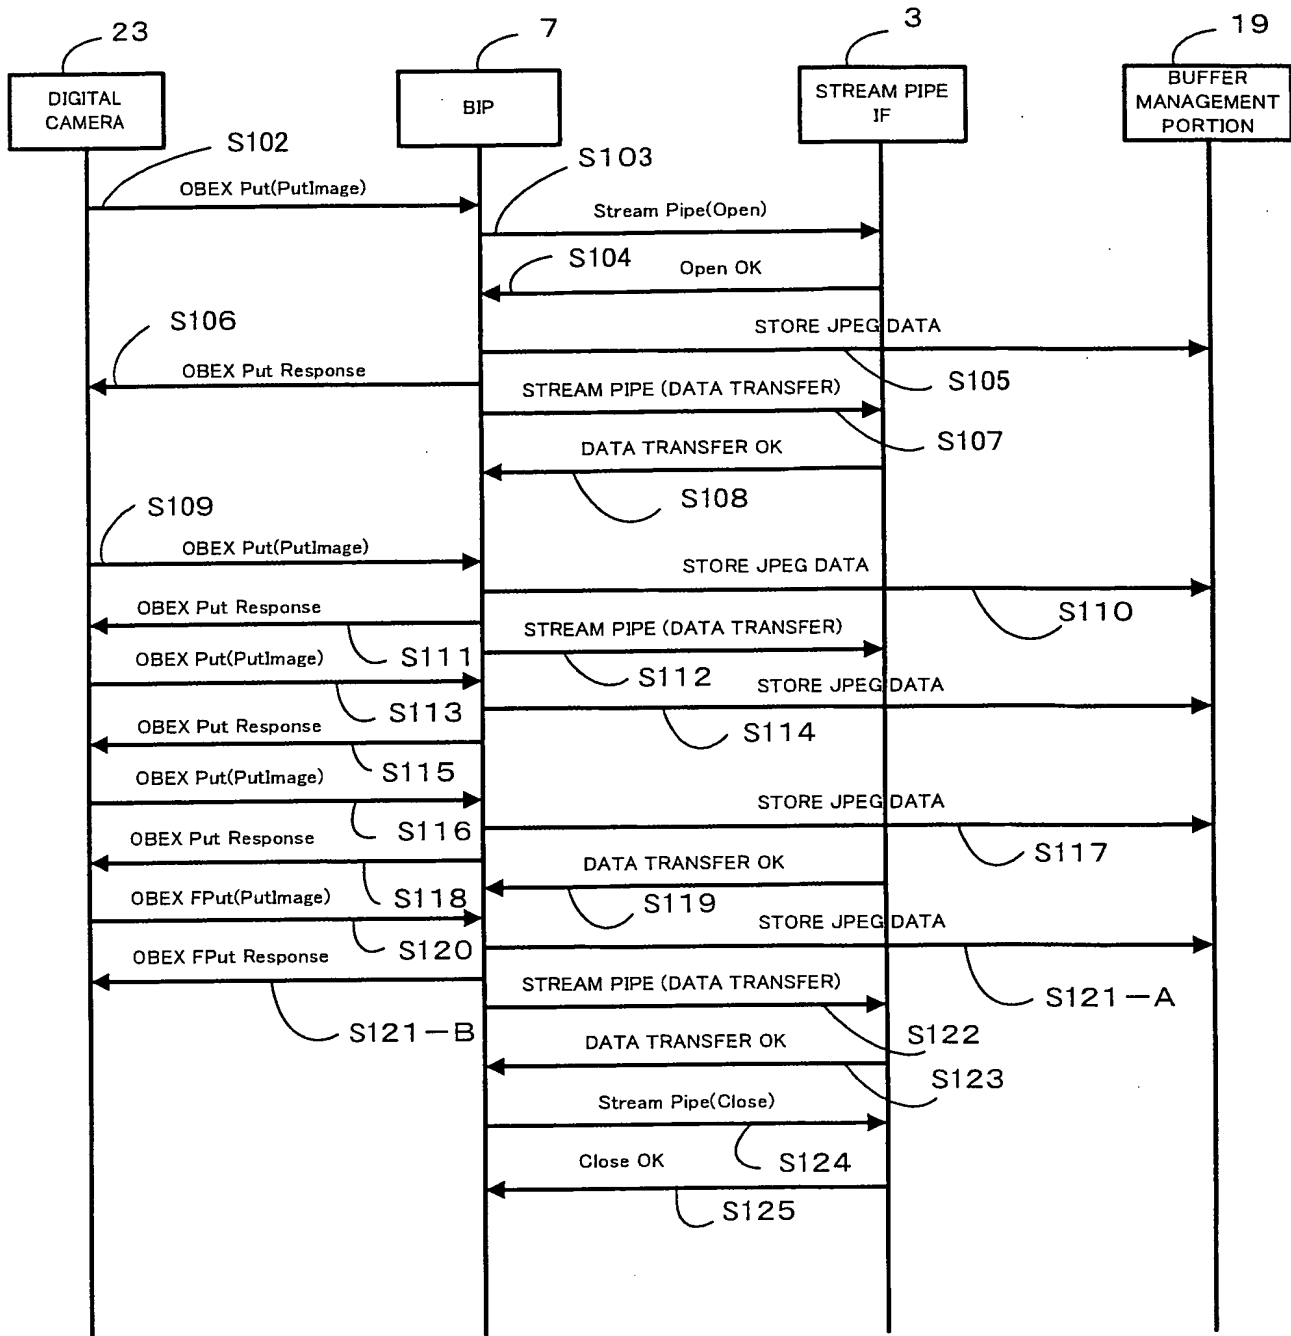 23
7
3
19
DIGITAL
CAMERA
BIP
STREAM PIPE
IF
BUFFER
MANAGEMENT
PORTION
S102
OBEX Put(PutImage)
S103
Stream Pipe(Open)
S104
Open OK
S106
STORE JPEG DATA
OBEX Put Response
S105
STREAM PIPE (DATA TRANSFER)
S107
DATA TRANSFER OK
S108
S109
OBEX Put(PutImage)
STORE JPEG DATA
OBEX Put Response
S110
STREAM PIPE (DATA TRANSFER)
S111
OBEX Put(PutImage)
S112
STORE JPEG DATA
S113
OBEX Put Response
S114
S115
OBEX Put(PutImage)
STORE JPEG DATA
S116
OBEX Put Response
S117
DATA TRANSFER OK
S118
OBEX FPut(PutImage)
S119
STORE JPEG DATA
S120
OBEX FPut Response
STREAM PIPE (DATA TRANSFER)
S121-A
S121-B
S122
DATA TRANSFER OK
S123
Stream Pipe(Close)
S124
Close OK
S125